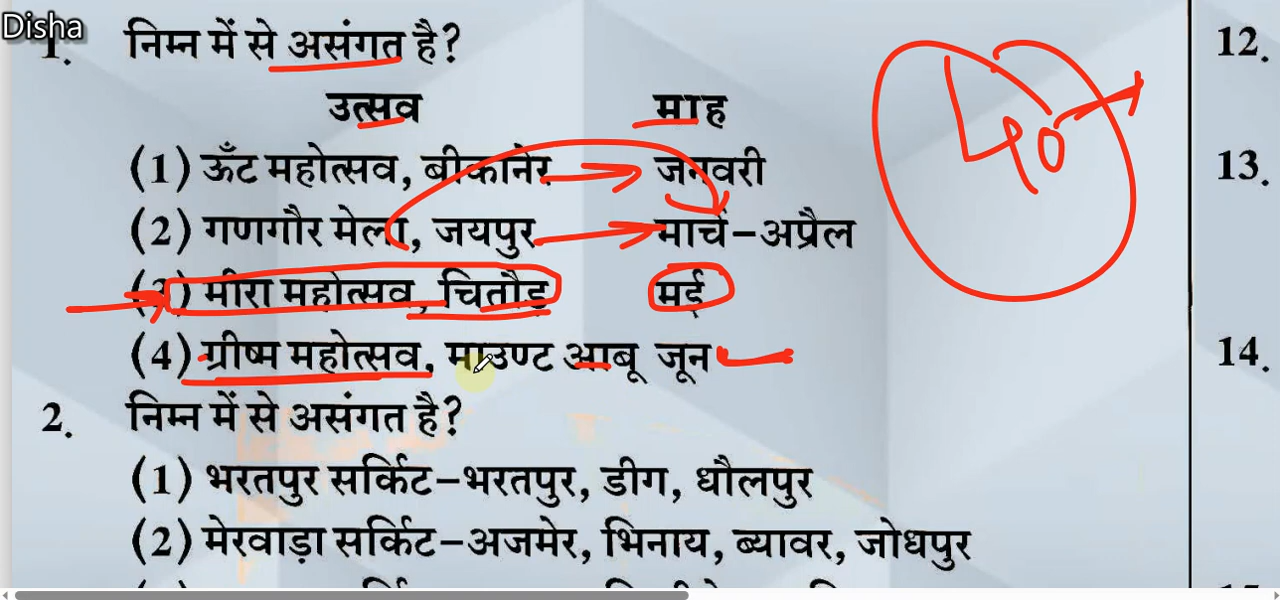 Disha
1. निम्न में से असंगत है?
उत्सव माह
(1) ऊँट महोत्सव, बीकानेर जनवरी
(2) गणगौर मेला, जयपुर मार्च-अप्रैल
(3) मीरा महोत्सव, चितौड़ मई
(4) ग्रीष्म महोत्सव, माउण्ट आबू जून
2. निम्न में से असंगत है?
(1) भरतपुर सर्किट-भरतपुर, डीग, धौलपुर
(2) मेरवाड़ा सर्किट-अजमेर, भिनाय, ब्यावर, जोधपुर
12.
13.
14.